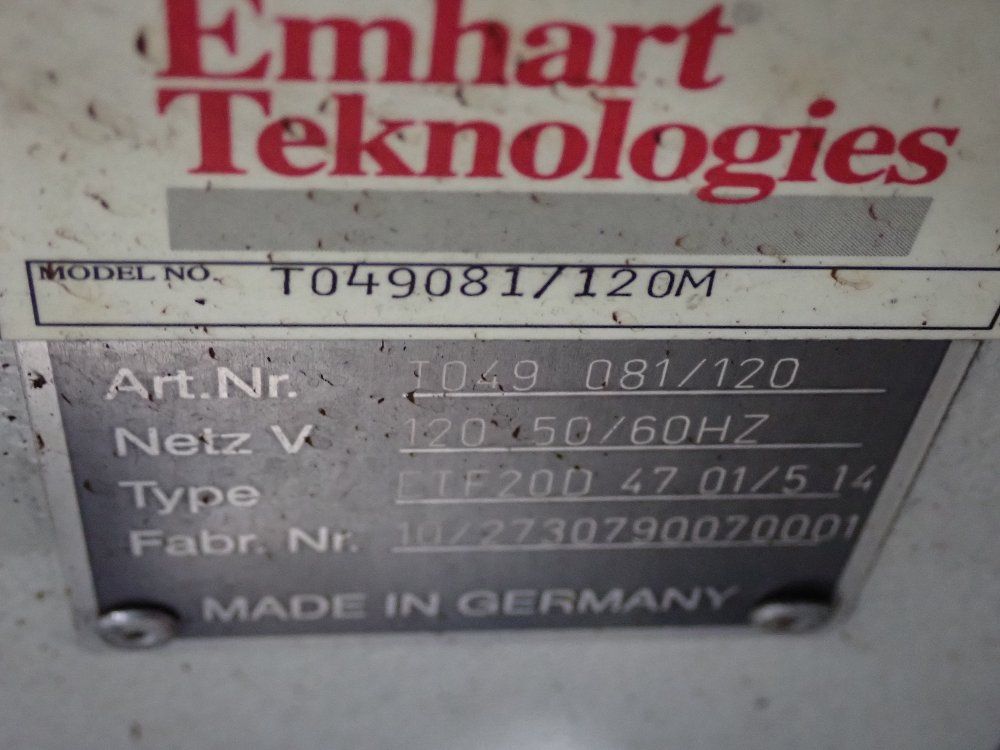 Emhart
Teknologies
MODEL NO. T049081/120M
Art.Nr. T049 081/120
Netz V 120 50/60HZ
Type ETF20D 47 01/5 14
Fabr. Nr. 10/2730790070001
MADE IN GERMANY